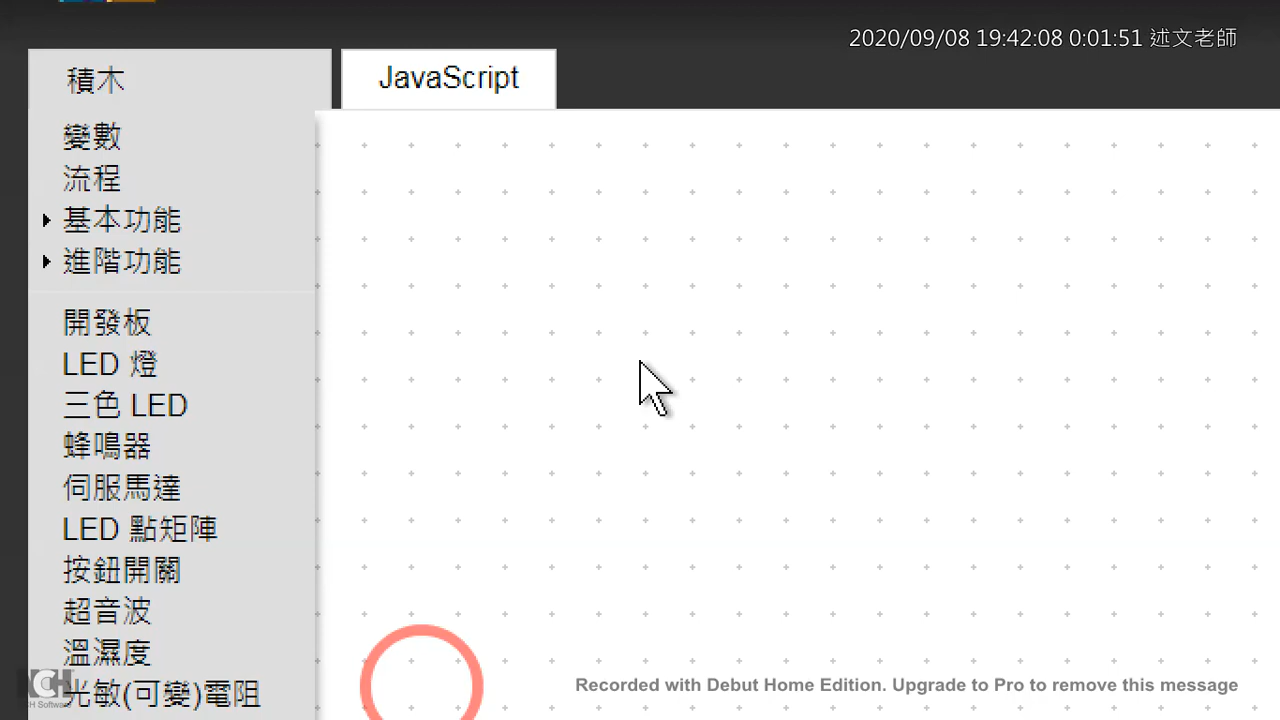 2020/09/08 19:42:08 0:01:51 述文老師
積木
JavaScript
變數
流程
基本功能
進階功能
開發板
LED 燈
三色 LED
蜂鳴器
伺服馬達
LED 點矩陣
按鈕開關
超音波
溫濕度
光敏(可變)電阻
NCH
NCH Software
Recorded with Debut Home Edition. Upgrade to Pro to remove this message